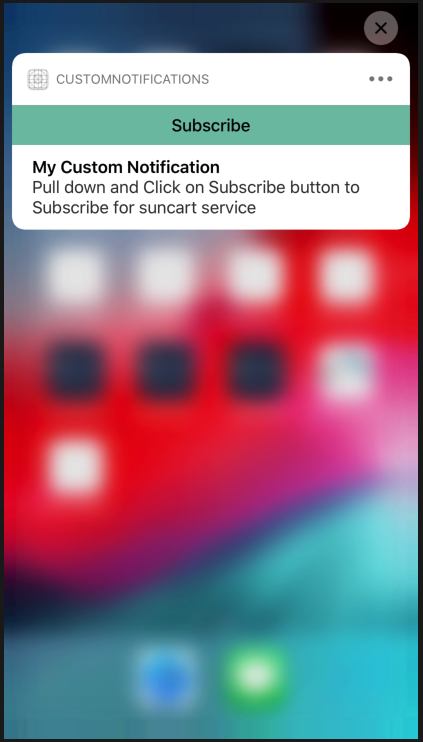 CUSTOMNOTIFICATIONS
Subscribe
My Custom Notification
Pull down and Click on Subscribe button to
Subscribe for suncart service